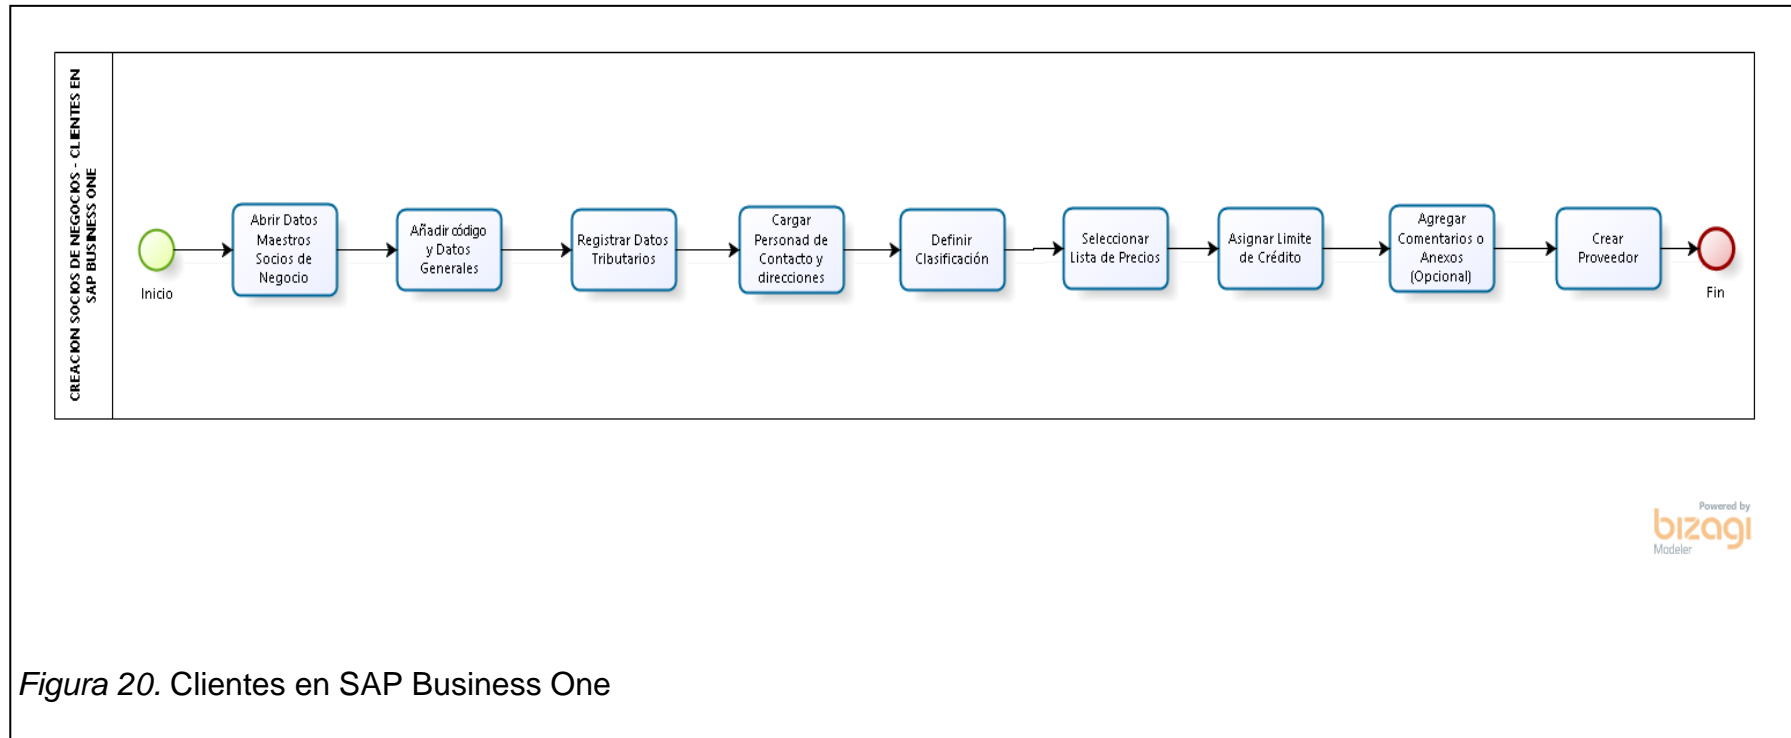 CREACION SOCIOS DE NEGOCIOS - CLIENTES EN
SAP BUSINESS ONE
Inicio
Abrir Datos
Maestros
Socios de
Negocio
Añadir código
y Datos
Generales
Registrar Datos
Tributarios
Cargar
Personad de
Contacto y
direcciones
Definir
Clasificación
Seleccionar
Lista de Precios
Asignar Limite
de Crédito
Agregar
Comentarios o
Anexos
(Opcional)
Crear
Proveedor
Fin
Powered by
bizagi
Modeler
Figura 20. Clientes en SAP Business One